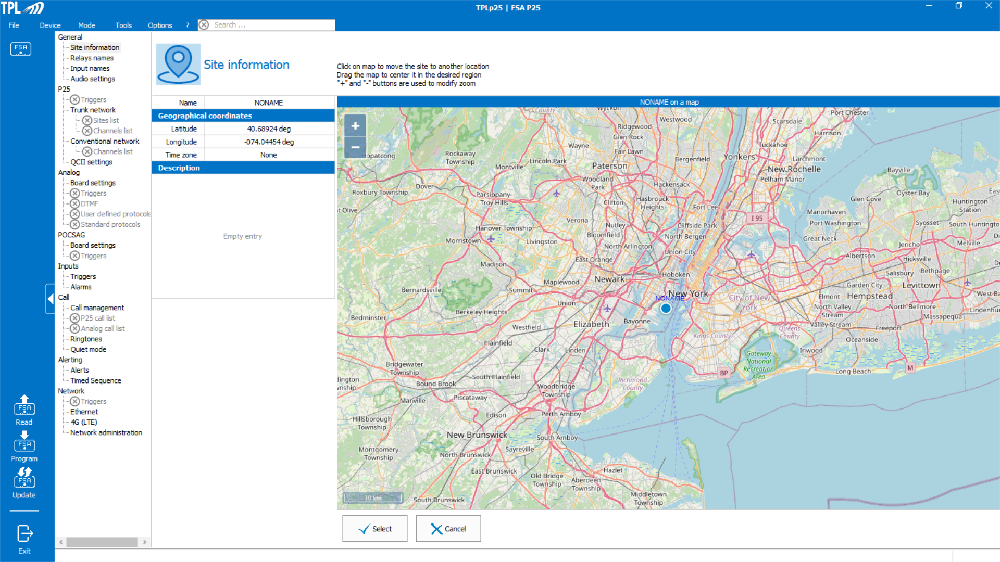 TPL
TPLp25 | FSA P25
File
Device
Mode
Tools
Options
?
Search ...
FSA
General
Site information
Relays names
Input names
Audio settings
P25
Triggers
Trunk network
Sites list
Channels list
Conventional network
Channels list
QCII settings
Analog
Board settings
Triggers
DTMF
User defined protocols
Standard protocols
POCSAG
Board settings
Triggers
Inputs
Triggers
Alarms
Call
Call management
P25 call list
Analog call list
Ringtones
Quiet mode
Alerting
Alerts
Timed Sequence
Network
Triggers
Ethernet
4G (LTE)
Network administration
FSA
Read
FSA
Program
FSA
Update
Exit
Site information
Click on map to move the site to another location
Drag the map to center it in the desired region
"+" and "-" buttons are used to modify zoom
Name NONAME
Geographical coordinates
Latitude 40.68924 deg
Longitude -074.04454 deg
Time zone None
Description
Empty entry
NONAME on a map
+
−
County
Wyckoff
Westwood
Port Chester
Scarsdale
Ridgewood
Harrison
Glen Rock
Tuckahoe
Wayne
Fair Lawn
Hopatcong
Rockaway
Township
Lincoln Park
Bergenfield
Yonkers
Larchmont
Montville
Paterson
New Rochelle
Bayville
Woodland
Park
Pelham Manor
Dover
Hackensack
Roxbury Township
Parsippany-
Troy Hills
Clifton
Hasbrouck
Heights
Fort Lee
Glen Cove
Oyster Bay
East
Huntington
Station
t Olive
Manorhaven
I 95
Verona
Nutley
Cliffside Park
Port Washington
Syosset
South Huntingto
Hanover Township
Bloomfield
North Bergen
Great Neck
Morristown
Livingston
North Arlington
Jericho
Melville
Di
Union City
Albertson
Hicksville
East Orange
Madison
De
Hoboken
Salisbury
Bethpage
Newark
Maplewood
Bernardsville
Summit
New York
Garden City
Levittown
NONAME
City of New
York
Elmont
Hempstead
West Ba
Union
North Valley
Stream
North Bellmore
Lindenhur
Bedminster
Berkeley Heights
Massapequa
Elizabeth
Bayonne
Valley Stream
Westfield
Queens
County
Freeport
Kings County
Oceanside
Plainfield
Clark
Linden
Inwood
Gateway
National
Recreation
Area
Bridgewater
Township
M
Long Beach
BP
South Plainfield
dington
wnship
Bound Brook
Richmond
County
Woodbridge
Township
Piscataway
Manville
Edison
Perth Amboy
Hillsborough
Township
New Brunswick
South Amboy
Montgomery
Township
Sayreville
North Brunswick
East Brunswick
Hazlet
Old Bridge
Township
Aberdeen
Township
Middletown
Township
South Brunswick
10 km
Select
Cancel